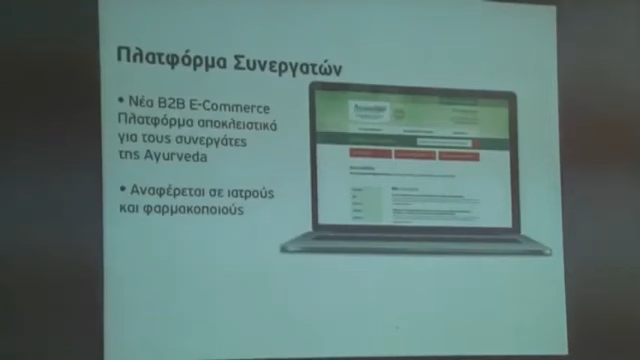 Πλατφόρμα Συνεργατών
• Νέα B2B E-Commerce
Πλατφόρμα αποκλειστικά
για τους συνεργάτες
της Ayurveda
• Αναφέρεται σε ιατρούς
και φαρμακοποιούς